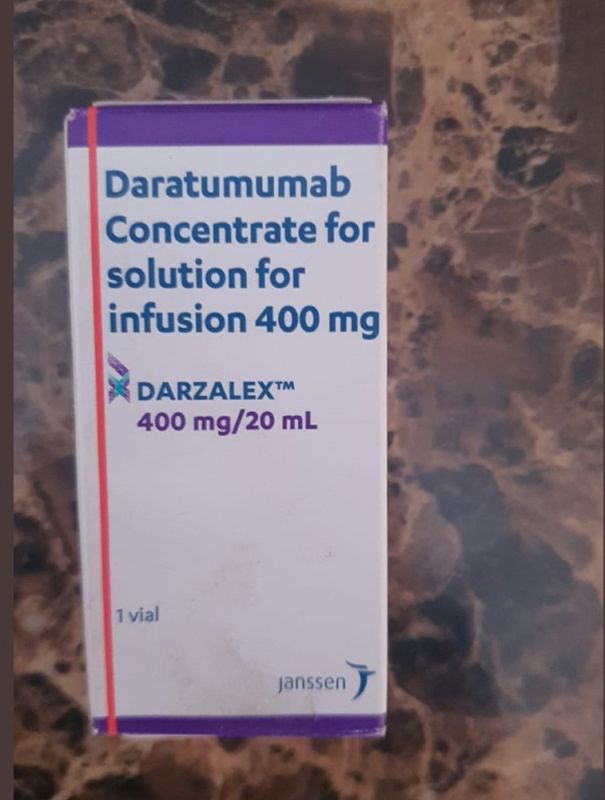 Daratumumab
Concentrate for
solution for
infusion 400 mg
DARZALEX™
400 mg/20 mL
1 vial
janssen